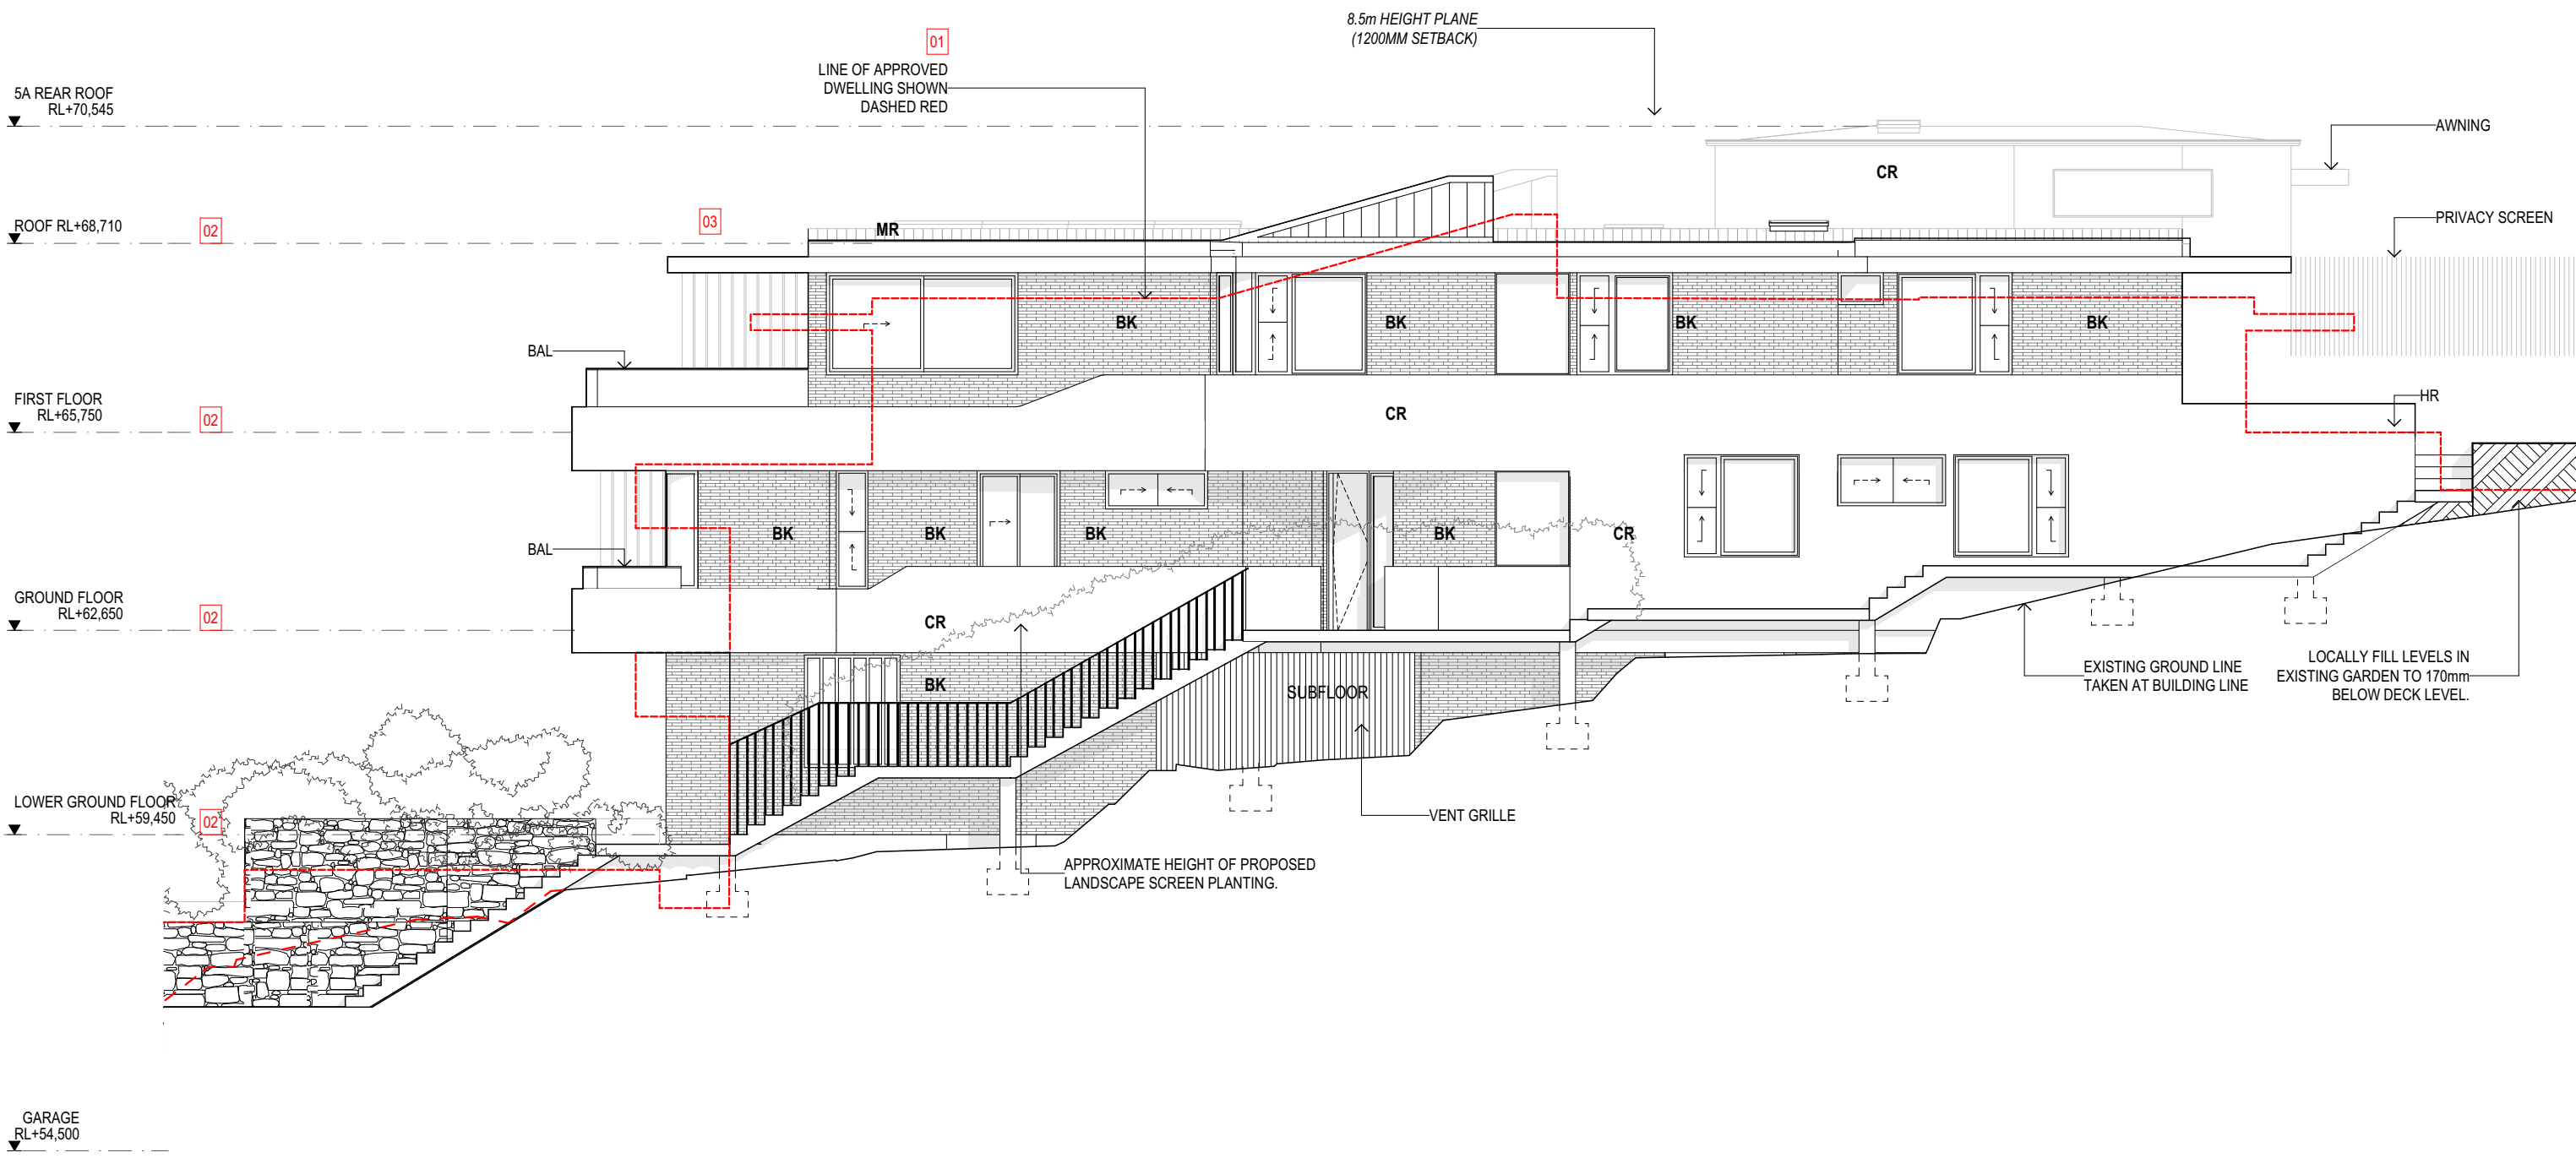 8.5m HEIGHT PLANE
(1200MM SETBACK)
01
LINE OF APPROVED
DWELLING SHOWN
DASHED RED
5A REAR ROOF
RL+70,545
AWNING
CR
ROOF RL+68,710
02
03
MR
PRIVACY SCREEN
BK
BK
BK
BK
BAL
FIRST FLOOR
RL+65,750
02
CR
HR
BK
BK
BK
BK
CR
BAL
GROUND FLOOR
RL+62,650
02
CR
EXISTING GROUND LINE
TAKEN AT BUILDING LINE
LOCALLY FILL LEVELS IN
EXISTING GARDEN TO 170mm
BELOW DECK LEVEL.
BK
SUBFLOOR
LOWER GROUND FLOOR
RL+59,450
02
VENT GRILLE
APPROXIMATE HEIGHT OF PROPOSED
LANDSCAPE SCREEN PLANTING.
GARAGE
RL+54,500